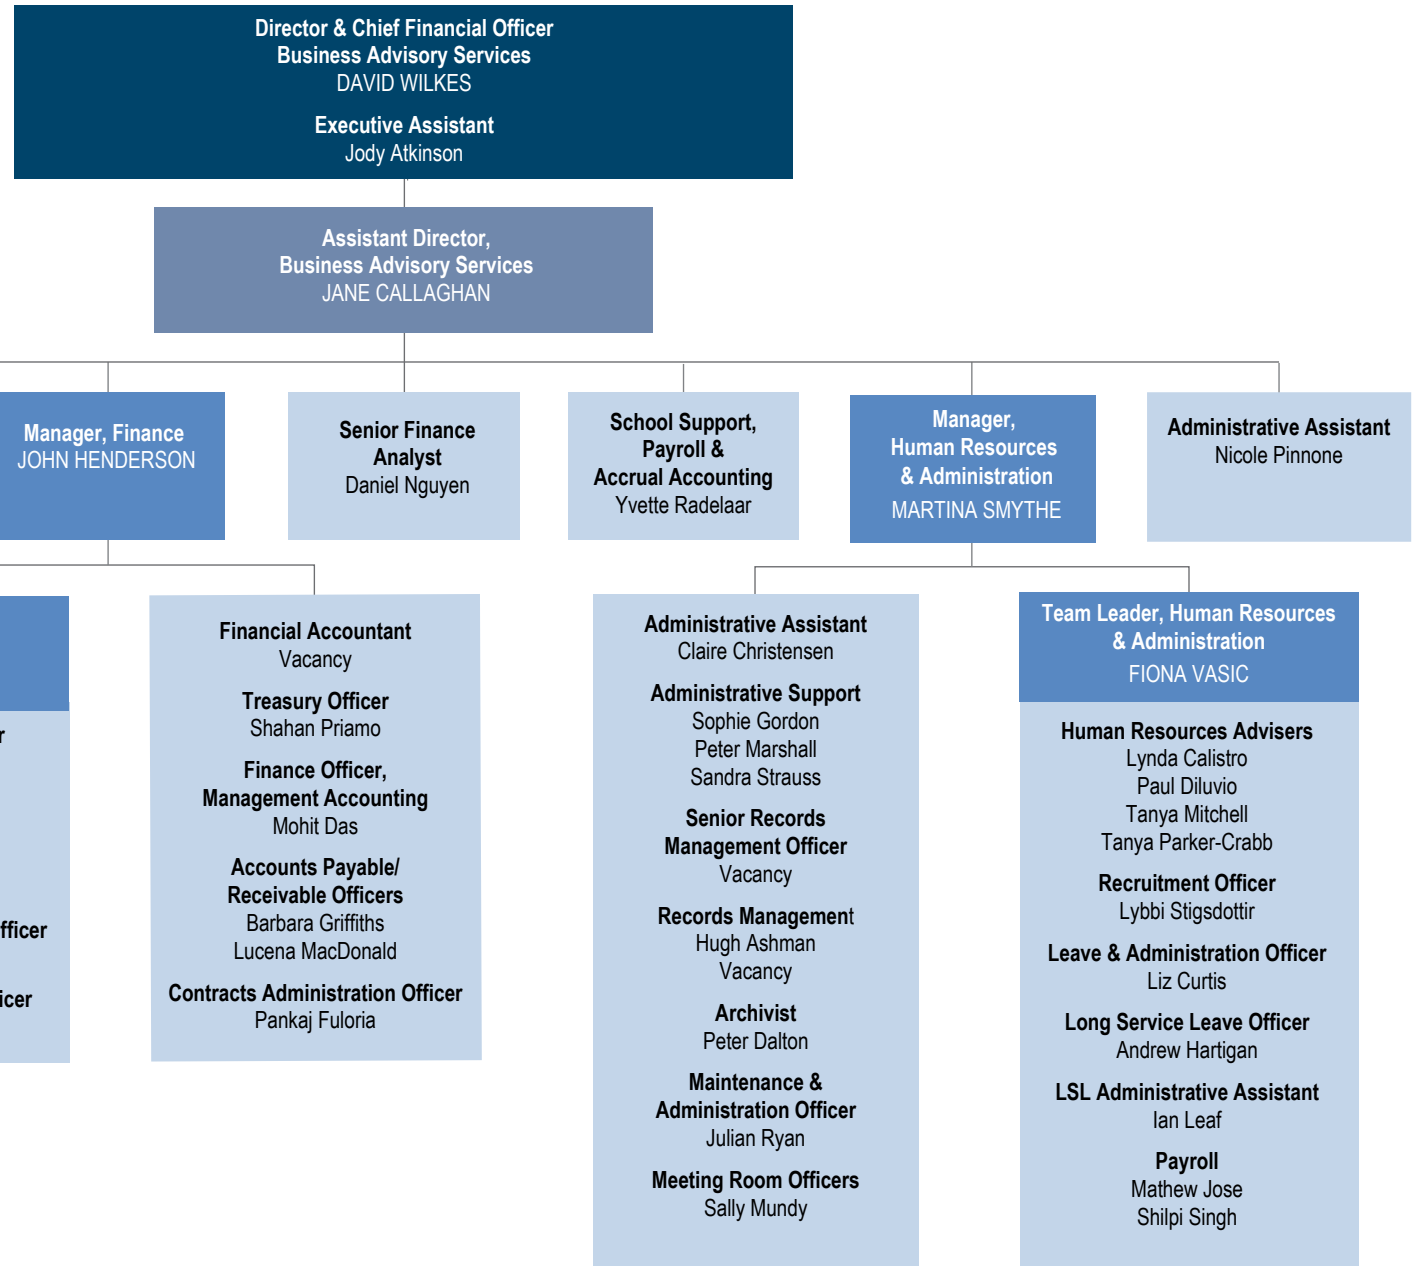 Director & Chief Financial Officer
Business Advisory Services
DAVID WILKES
Executive Assistant
Jody Atkinson
Assistant Director,
Business Advisory Services
JANE CALLAGHAN
Manager, Finance
JOHN HENDERSON
Senior Finance
Analyst
Daniel Nguyen
School Support,
Payroll &
Accrual Accounting
Yvette Radelaar
Manager,
Human Resources
& Administration
MARTINA SMYTHE
Administrative Assistant
Nicole Pinnone
Financial Accountant
Vacancy
Treasury Officer
Shahan Priamo
Finance Officer,
Management Accounting
Mohit Das
Accounts Payable/
Receivable Officers
Barbara Griffiths
Lucena MacDonald
Contracts Administration Officer
Pankaj Fuloria
Administrative Assistant
Claire Christensen
Administrative Support
Sophie Gordon
Peter Marshall
Sandra Strauss
Senior Records
Management Officer
Vacancy
Records Management
Hugh Ashman
Vacancy
Archivist
Peter Dalton
Maintenance &
Administration Officer
Julian Ryan
Meeting Room Officers
Sally Mundy
Team Leader, Human Resources
& Administration
FIONA VASIC
Human Resources Advisers
Lynda Calistro
Paul Diluvio
Tanya Mitchell
Tanya Parker-Crabb
Recruitment Officer
Lybbi Stigsdottir
Leave & Administration Officer
Liz Curtis
Long Service Leave Officer
Andrew Hartigan
LSL Administrative Assistant
Ian Leaf
Payroll
Mathew Jose
Shilpi Singh